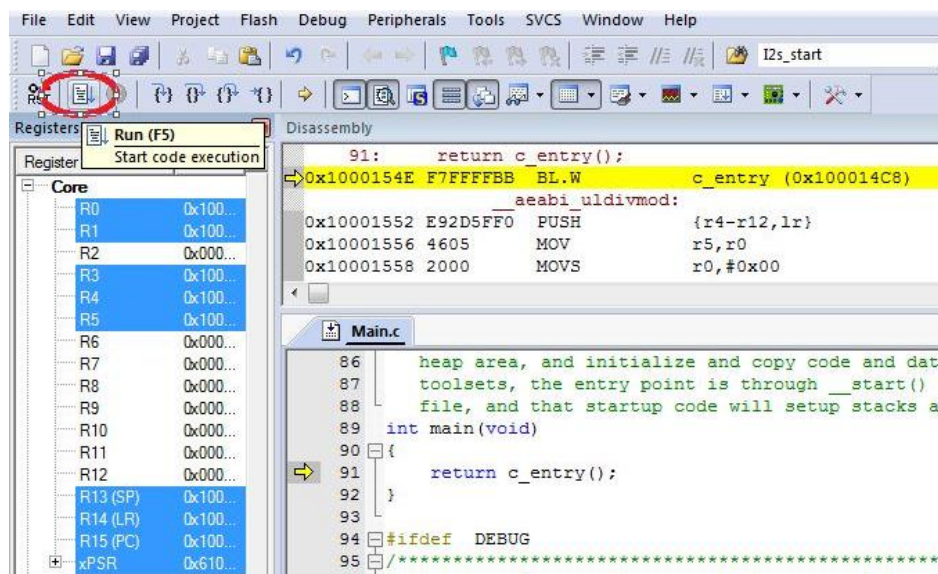 File Edit View Project Flash Debug Peripherals Tools SVCS Window Help
I2s_start
RST
Registers
Run (F5)
Start code execution
Register
Core
R0 0x100...
R1 0x100...
R2 0x000...
R3 0x100...
R4 0x100...
R5 0x100...
R6 0x000...
R7 0x000...
R8 0x000...
R9 0x000...
R10 0x000...
R11 0x000...
R12 0x000...
R13 (SP) 0x100...
R14 (LR) 0x100...
R15 (PC) 0x100...
xPSR 0x610...
Disassembly
91: return c_entry();
0x1000154E F7FFFFBB BL.W c_entry (0x100014C8)
__aeabi_uldivmod:
0x10001552 E92D5FF0 PUSH {r4-r12,lr}
0x10001556 4605 MOV r5,r0
0x10001558 2000 MOVS r0,#0x00
Main.c
86 heap area, and initialize and copy code and dat
87 toolsets, the entry point is through __start()
88 file, and that startup code will setup stacks a
89 int main(void)
90 {
91 return c_entry();
92 }
93
94 #ifdef DEBUG
95 /*****************************************************